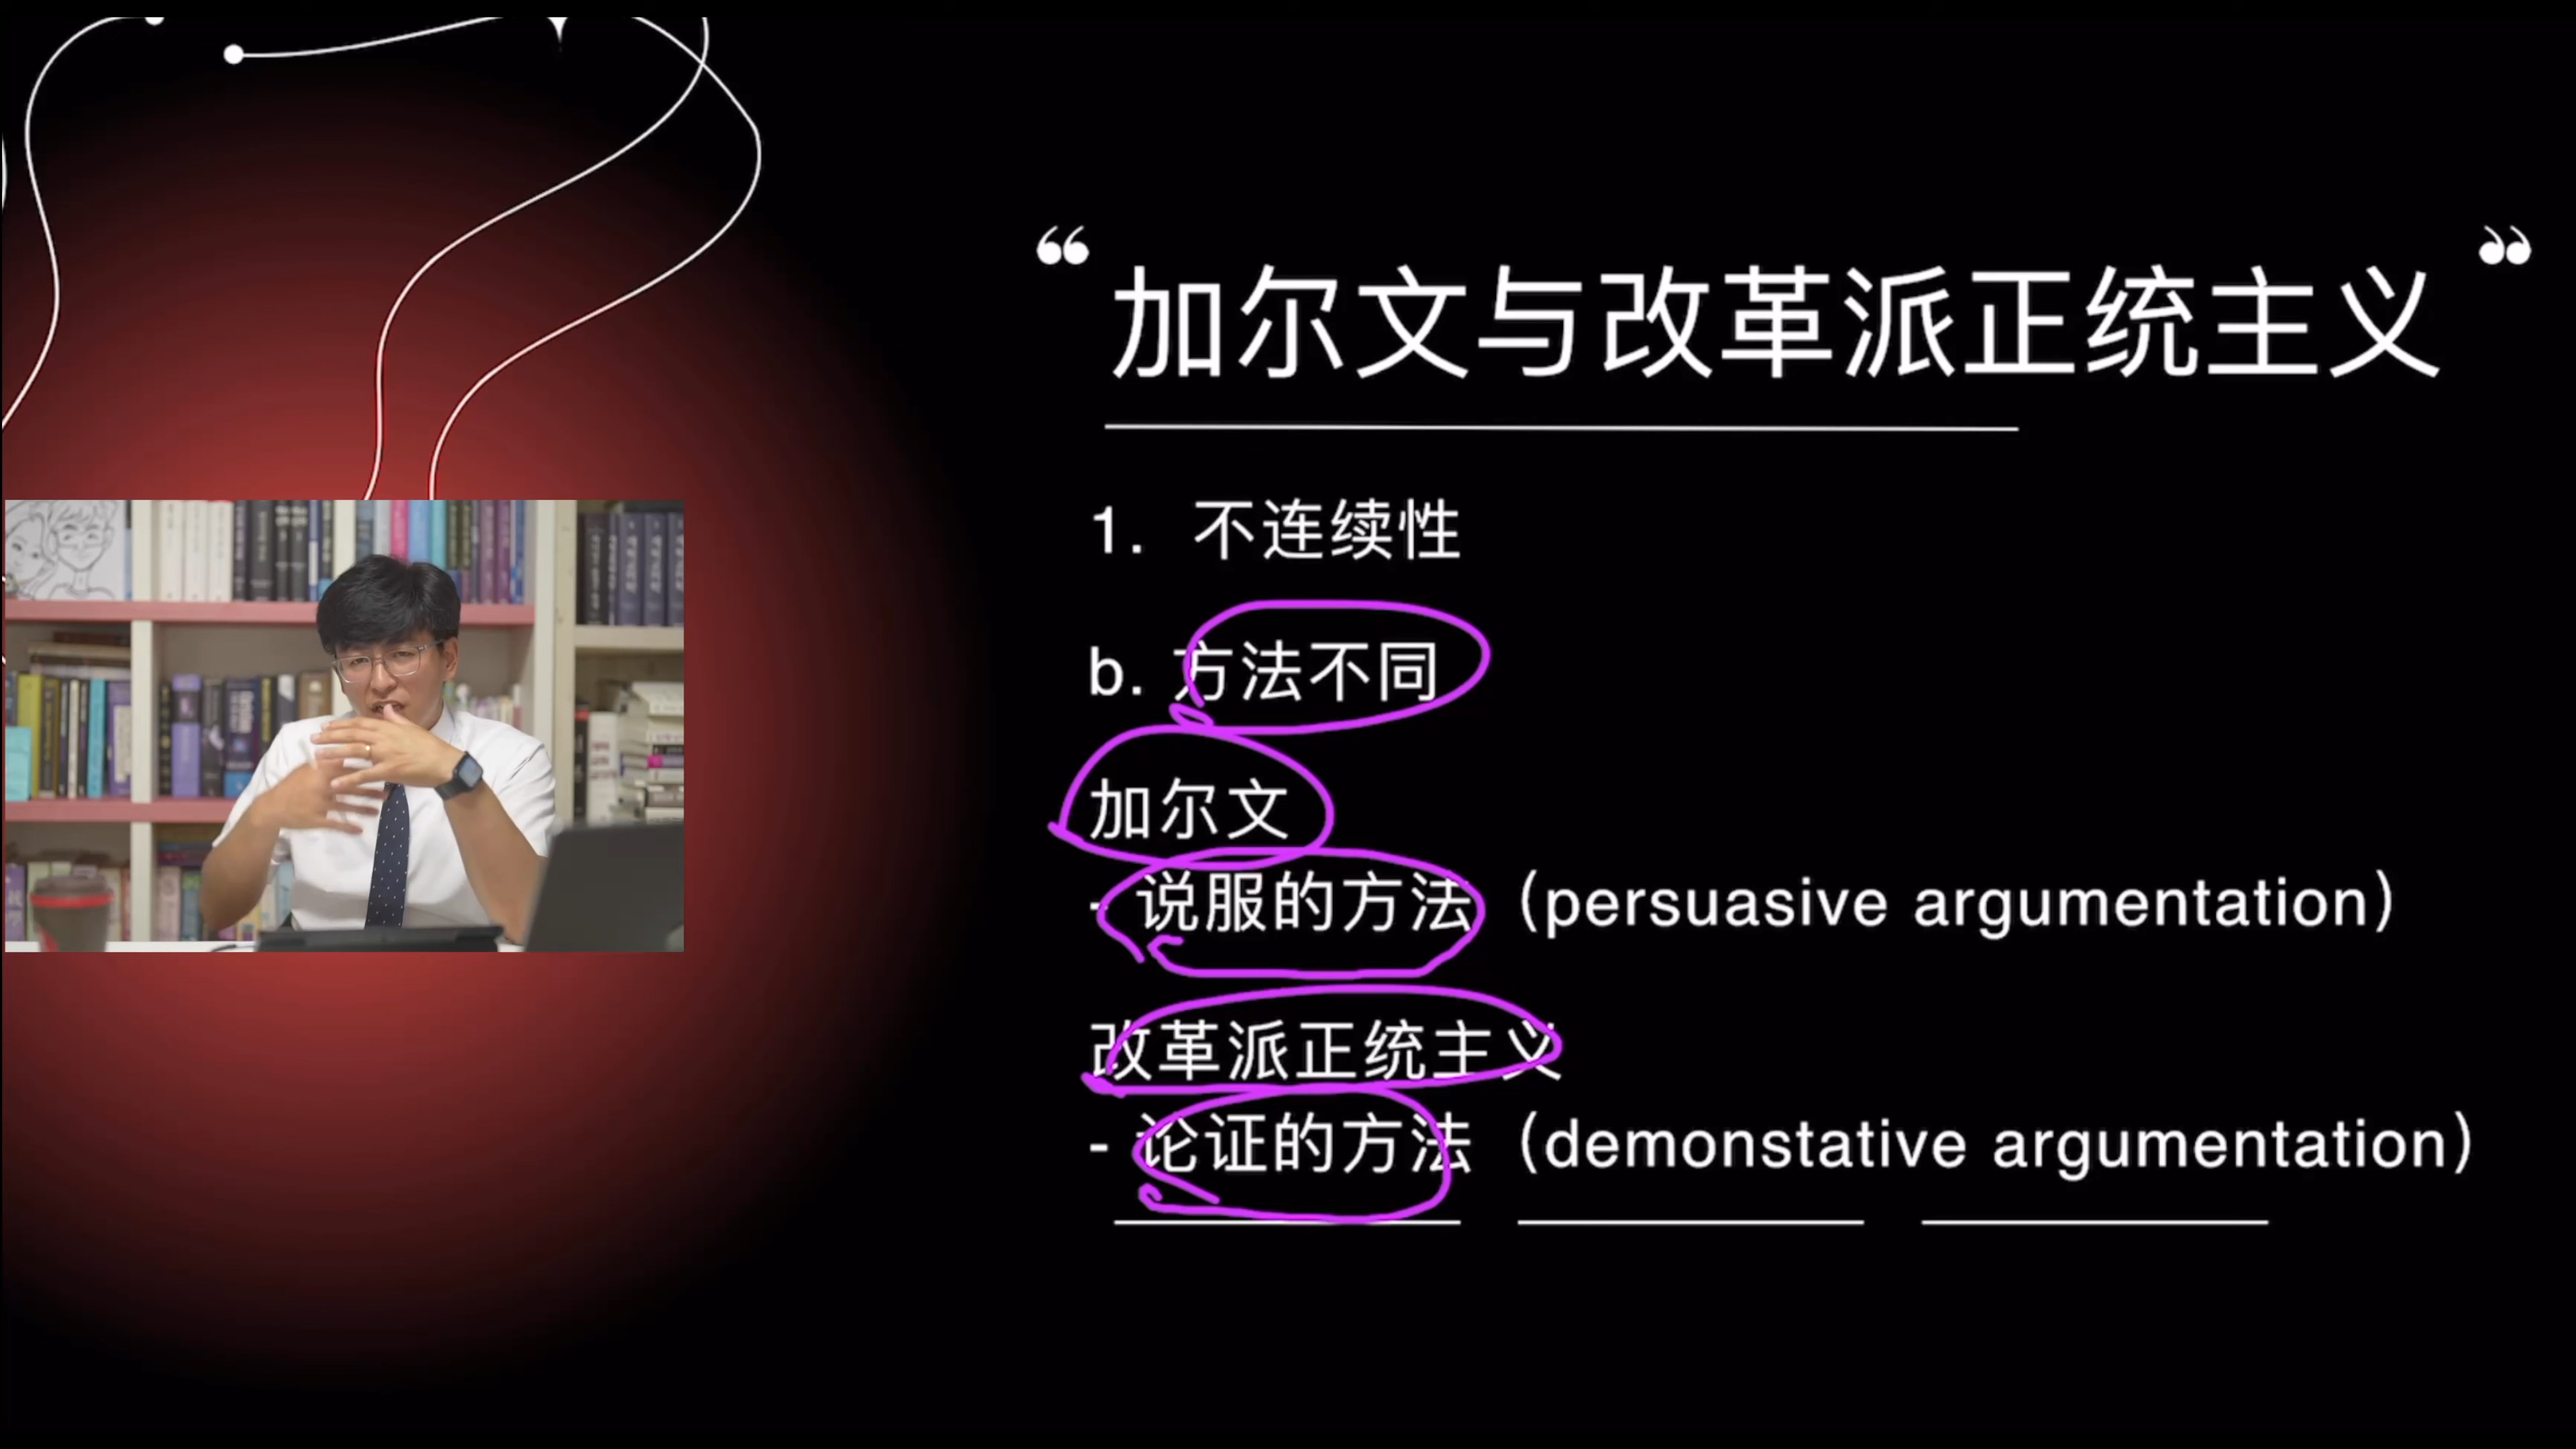 “加尔文与改革派正统主义”
1. 不连续性
b. 方法不同
加尔文
- 说服的方法（persuasive argumentation）
改革派正统主义
- 论证的方法（demonstative argumentation）